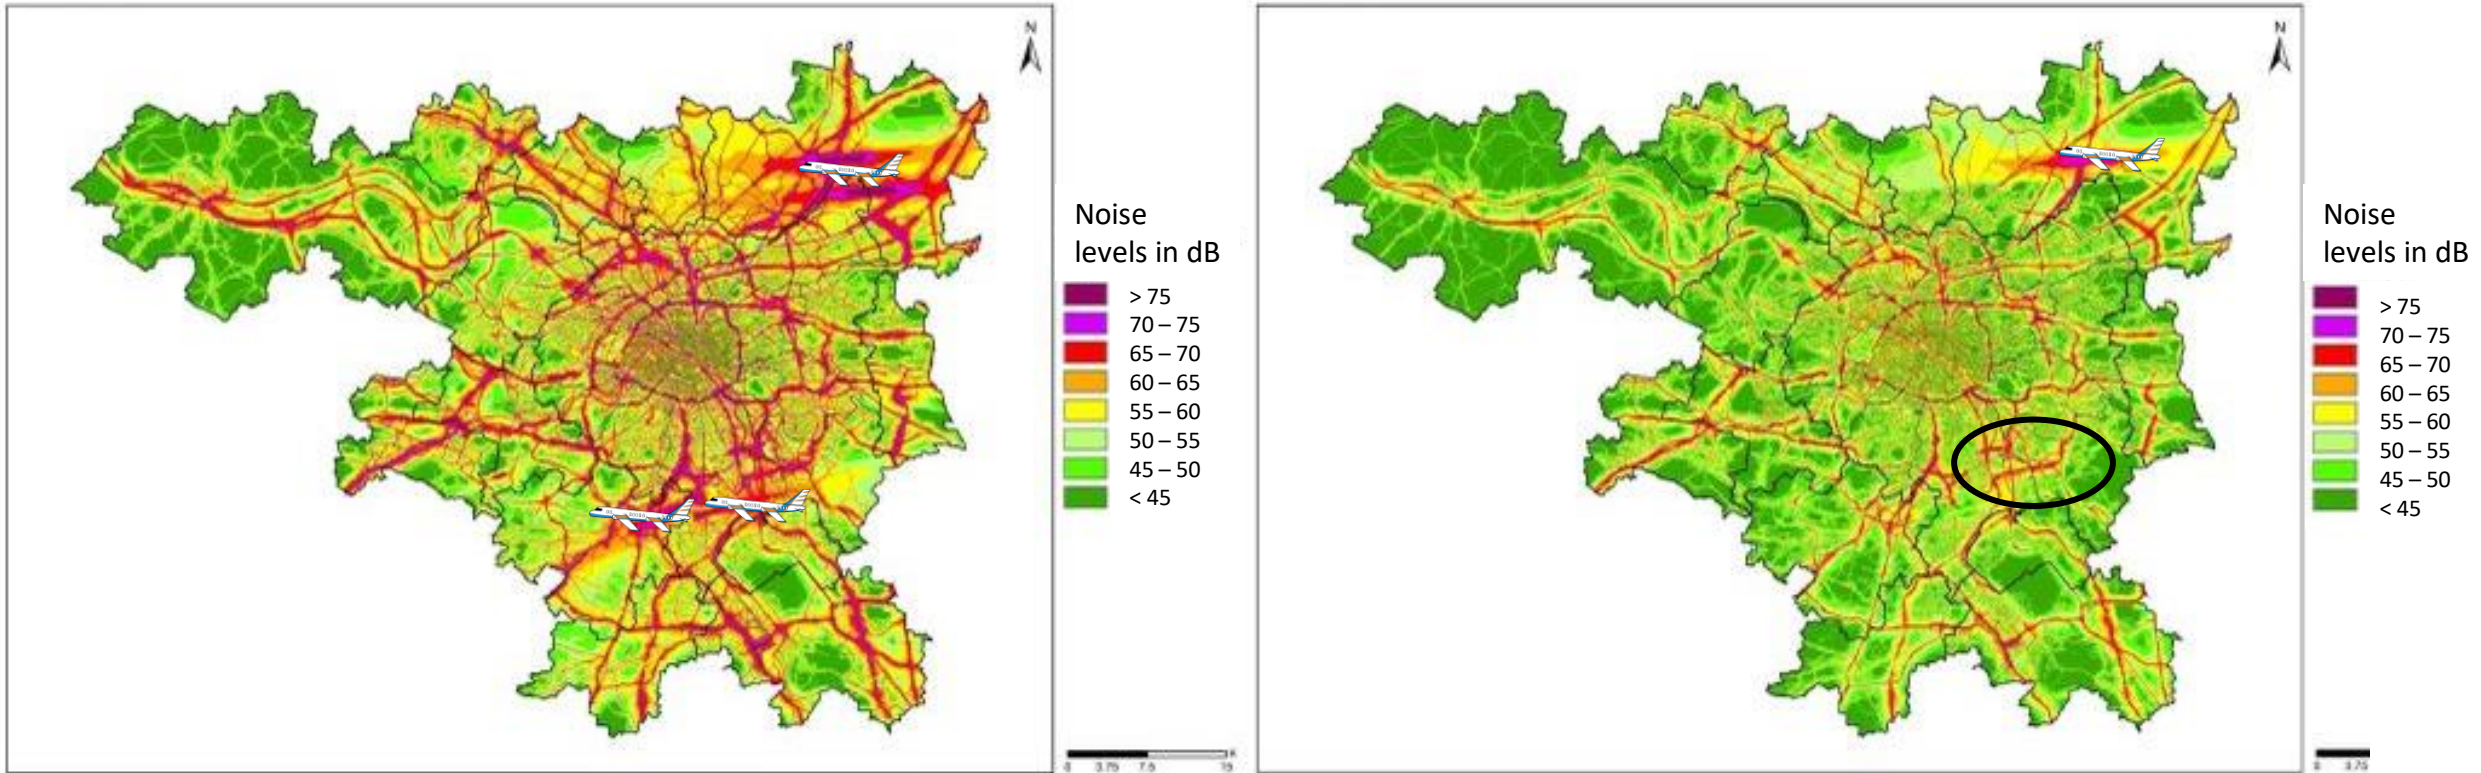 N
Noise
levels in dB
> 75
70 – 75
65 – 70
60 – 65
55 – 60
50 – 55
45 – 50
< 45
0 3.75 7.5 15
N
Noise
levels in dB
> 75
70 – 75
65 – 70
60 – 65
55 – 60
50 – 55
45 – 50
< 45
0 3.75